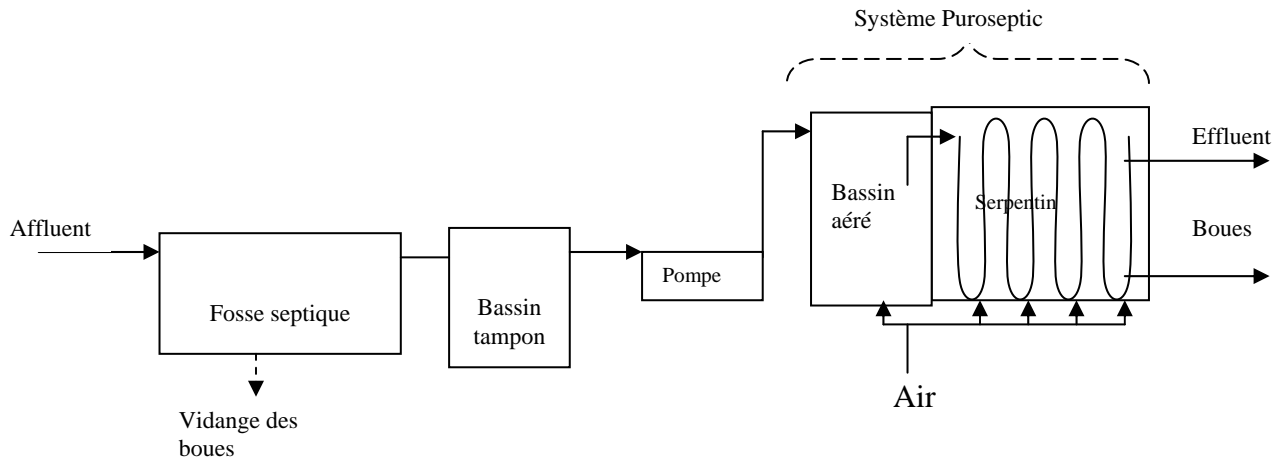 Système Puroseptic
Effluent
Bassin
aéré
Serpentin
Affluent
Boues
Pompe
Fosse septique
Bassin
tampon
Air
Vidange des
boues